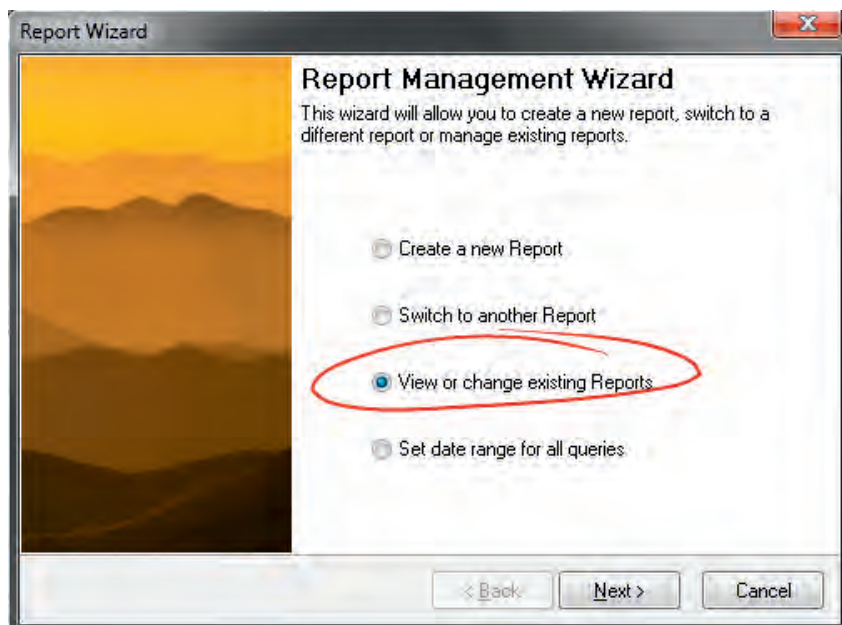 Report Wizard
Report Management Wizard
This wizard will allow you to create a new report, switch to a
different report or manage existing reports.
Create a new Report
Switch to another Report
View or change existing Reports
Set date range for all queries
< Back
Next >
Cancel